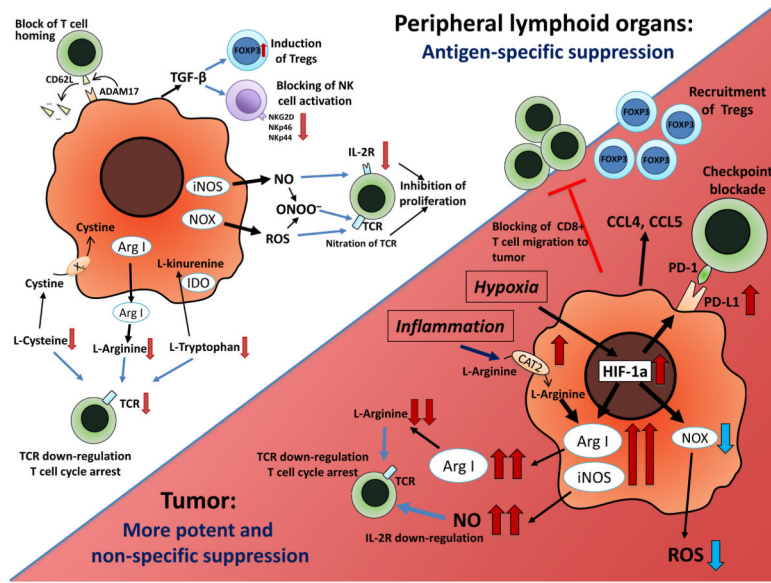 Block of T cell
homing
CD62L
ADAM17
...
...
TGF-β
FOXP3
Induction
of Tregs
Blocking of NK
cell activation
NKG2D
NKp46
NKp44
Peripheral lymphoid organs:
Antigen-specific suppression
FOXP3
FOXP3
FOXP3
FOXP3
Recruitment
of Tregs
iNOS
NO
IL-2R
NOX
ONOO⁻
ROS
TCR
Inhibition of
proliferation
Nitration of TCR
Cystine
Arg I
L-kinurenine
IDO
Cystine
Arg I
L-Cysteine
L-Arginine
L-Tryptophan
TCR
TCR down-regulation
T cell cycle arrest
Blocking of CD8+
T cell migration to
tumor
CCL4, CCL5
Checkpoint
blockade
PD-1
PD-L1
Hypoxia
Inflammation
CAT2
L-Arginine
L-Arginine
HIF-1a
Arg I
NOX
iNOS
L-Arginine
TCR down-regulation
T cell cycle arrest
Arg I
TCR
NO
IL-2R down-regulation
ROS
Tumor:
More potent and
non-specific suppression